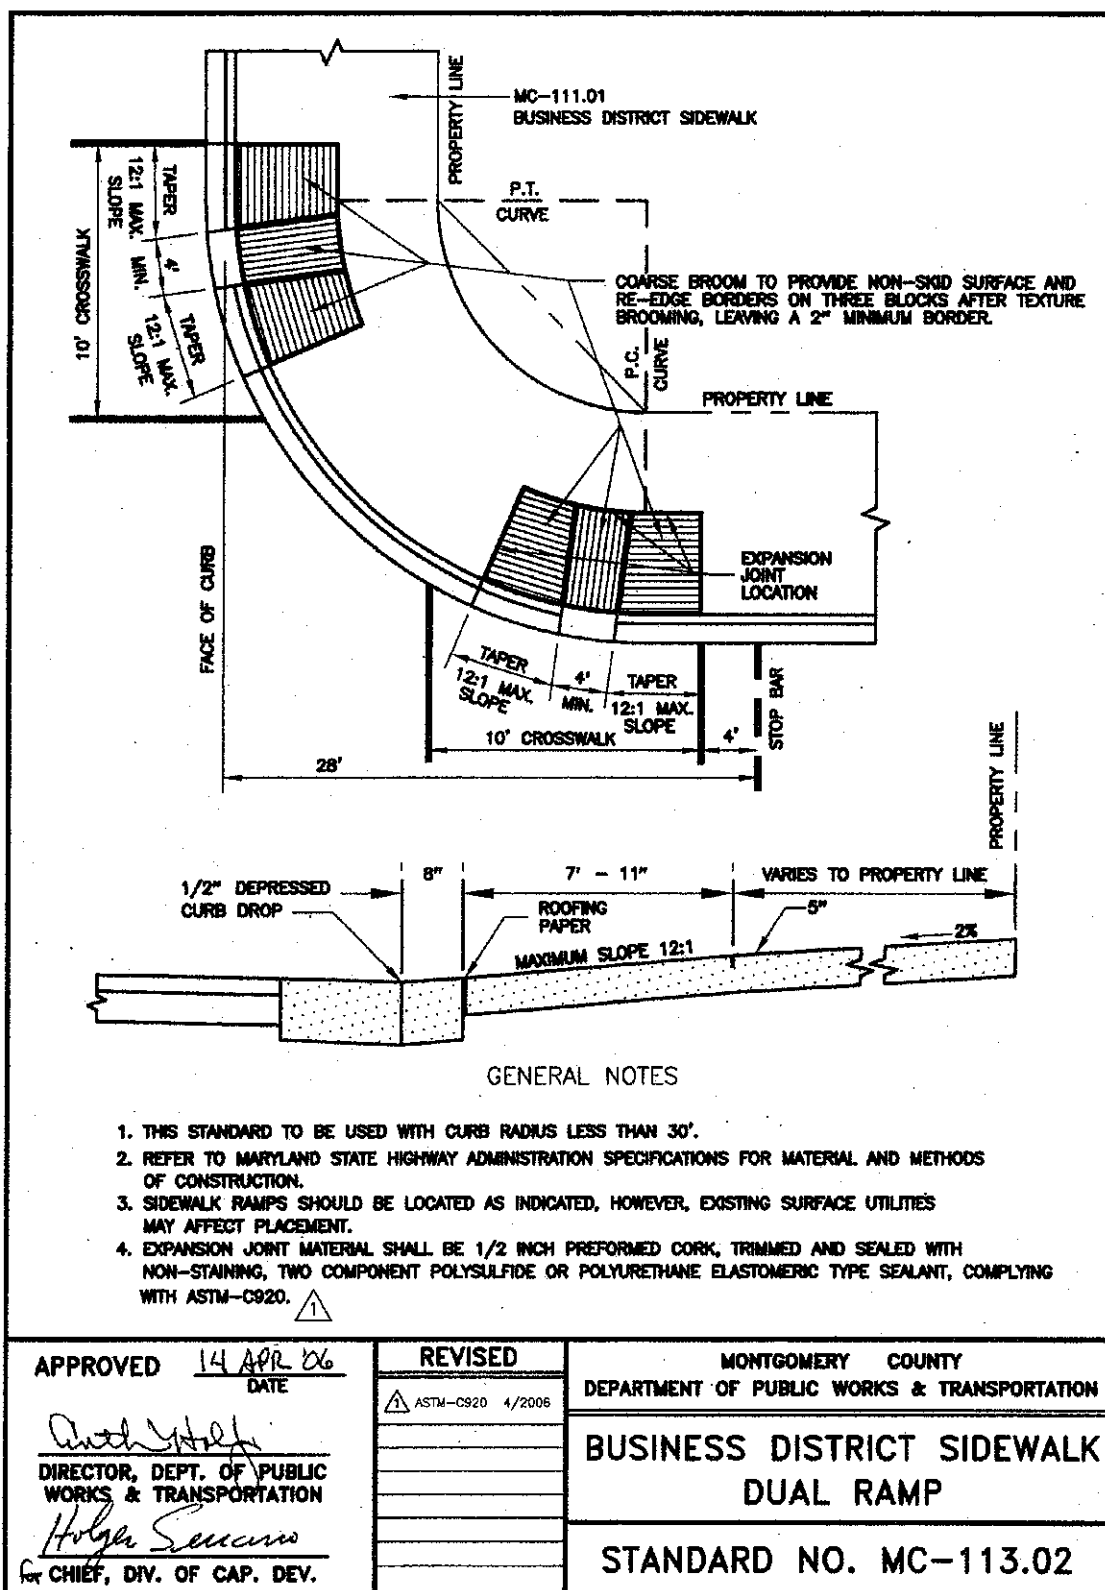 PROPERTY LINE
MC-111.01
BUSINESS DISTRICT SIDEWALK
TAPER
12:1 MAX.
SLOPE
4'
MIN.
TAPER
12:1 MAX.
SLOPE
10' CROSSWALK
P.T.
CURVE
COARSE BROOM TO PROVIDE NON-SKID SURFACE AND
RE-EDGE BORDERS ON THREE BLOCKS AFTER TEXTURE
BROOMING, LEAVING A 2" MINIMUM BORDER.
P.C.
CURVE
PROPERTY LINE
EXPANSION
JOINT
LOCATION
FACE OF CURB
TAPER
12:1 MAX.
SLOPE
4'
MIN.
TAPER
12:1 MAX.
SLOPE
10' CROSSWALK
4'
STOP BAR
28'
PROPERTY LINE
1/2" DEPRESSED
CURB DROP
8"
7' - 11"
VARIES TO PROPERTY LINE
ROOFING
PAPER
MAXIMUM SLOPE 12:1
5"
2%
GENERAL NOTES
1. THIS STANDARD TO BE USED WITH CURB RADIUS LESS THAN 30'.
2. REFER TO MARYLAND STATE HIGHWAY ADMINISTRATION SPECIFICATIONS FOR MATERIAL AND METHODS
OF CONSTRUCTION.
3. SIDEWALK RAMPS SHOULD BE LOCATED AS INDICATED, HOWEVER, EXISTING SURFACE UTILITIES
MAY AFFECT PLACEMENT.
4. EXPANSION JOINT MATERIAL SHALL BE 1/2 INCH PREFORMED CORK, TRIMMED AND SEALED WITH
NON-STAINING, TWO COMPONENT POLYSULFIDE OR POLYURETHANE ELASTOMERIC TYPE SEALANT, COMPLYING
WITH ASTM-C920. 1
APPROVED 14 APR '06
DATE
DIRECTOR, DEPT. OF PUBLIC
WORKS & TRANSPORTATION
for CHIEF, DIV. OF CAP. DEV.
REVISED
1 ASTM-C920 4/2006
MONTGOMERY COUNTY
DEPARTMENT OF PUBLIC WORKS & TRANSPORTATION
BUSINESS DISTRICT SIDEWALK
DUAL RAMP
STANDARD NO. MC-113.02